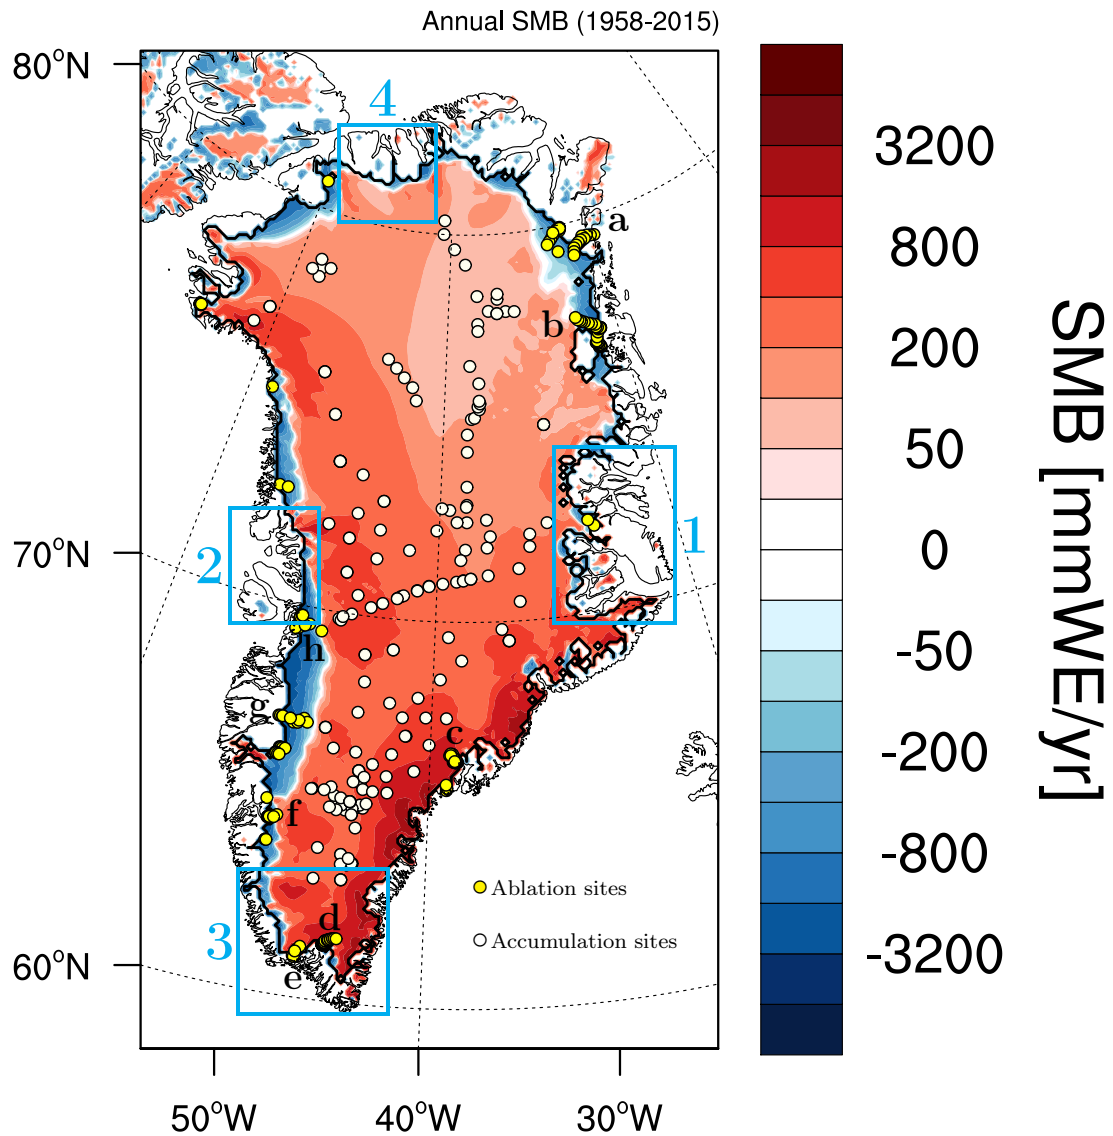 Annual SMB (1958-2015)
80°N
70°N
60°N
50°W
40°W
30°W
4
a
b
1
2
h
g
c
f
d
3
e
Ablation sites
Accumulation sites
3200
800
200
50
0
-50
-200
-800
-3200
SMB [mmWE/yr]